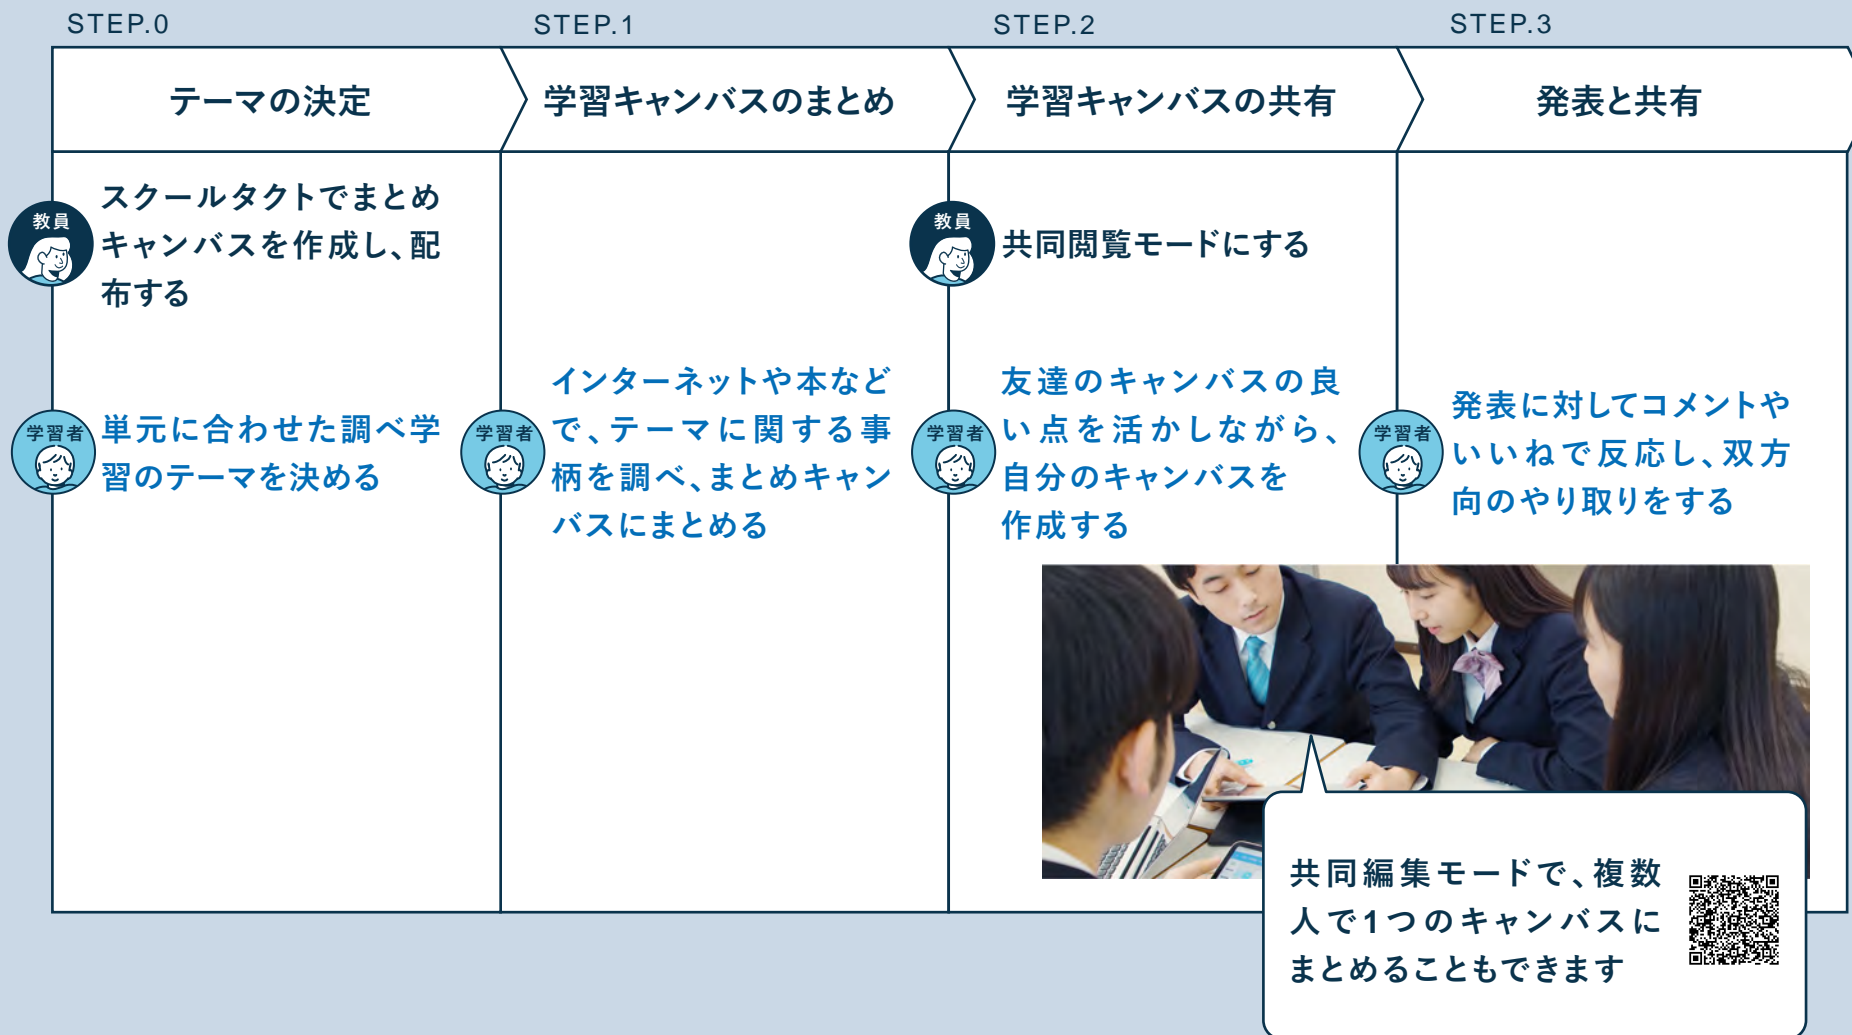 STEP.0
テーマの決定
教員
スクールタクトでまとめ
キャンバスを作成し、配
布する
学習者
単元に合わせた調べ学
習のテーマを決める
STEP.1
学習キャンバスのまとめ
学習者
インターネットや本など
で、テーマに関する事
柄を調べ、まとめキャン
バスにまとめる
STEP.2
学習キャンバスの共有
教員
共同閲覧モードにする
学習者
友達のキャンバスの良
い点を活かしながら、
自分のキャンバスを
作成する
STEP.3
発表と共有
学習者
発表に対してコメントや
いいねで反応し、双方
向のやり取りをする
共同編集モードで、複数
人で1つのキャンバスに
まとめることもできます